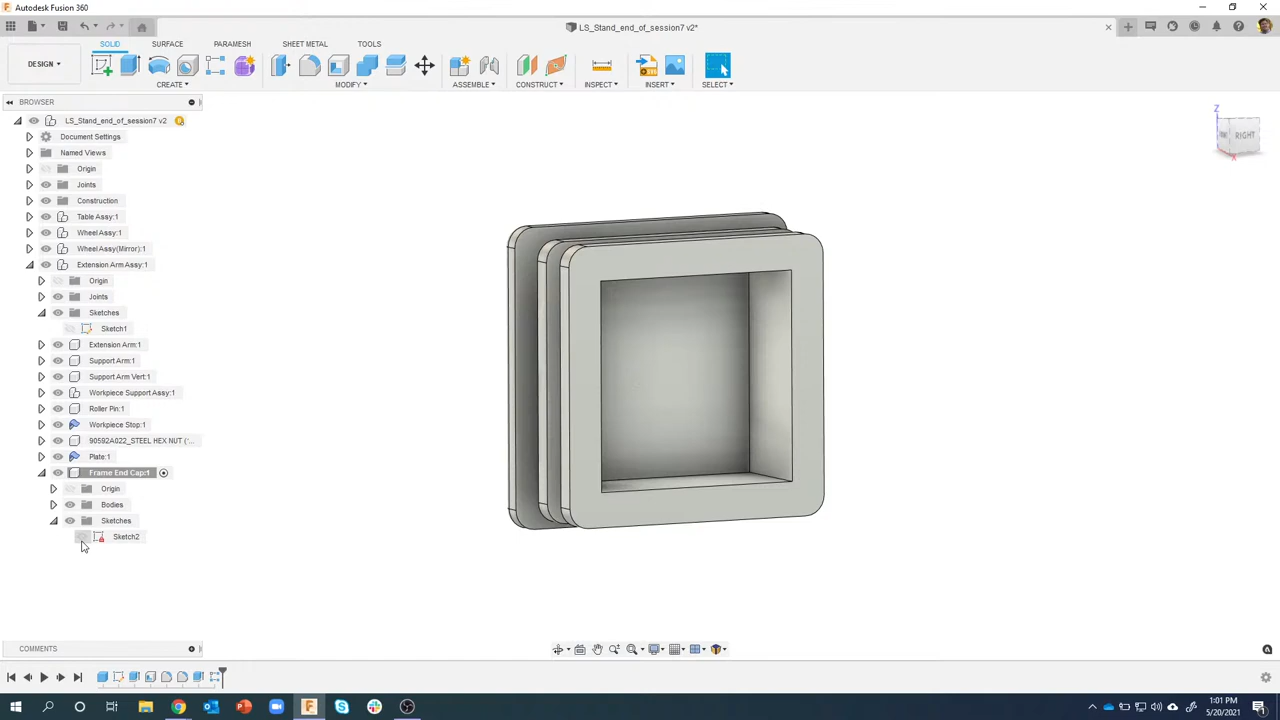 Autodesk Fusion 360
LS_Stand_end_of_session7 v2*
SOLID
SURFACE
PARAMESH
SHEET METAL
TOOLS
DESIGN
CREATE
MODIFY
ASSEMBLE
CONSTRUCT
INSPECT
INSERT
SELECT
BROWSER
LS_Stand_end_of_session7 v2
Document Settings
Named Views
Origin
Joints
Construction
Table Assy:1
Wheel Assy:1
Wheel Assy(Mirror):1
Extension Arm Assy:1
Origin
Joints
Sketches
Sketch1
Extension Arm:1
Support Arm:1
Support Arm Vert:1
Workpiece Support Assy:1
Roller Pin:1
Workpiece Stop:1
90592A022_STEEL HEX NUT (...
Plate:1
Frame End Cap:1
Origin
Bodies
Sketches
Sketch2
Z
RIGHT
X
COMMENTS
1:01 PM
5/20/2021